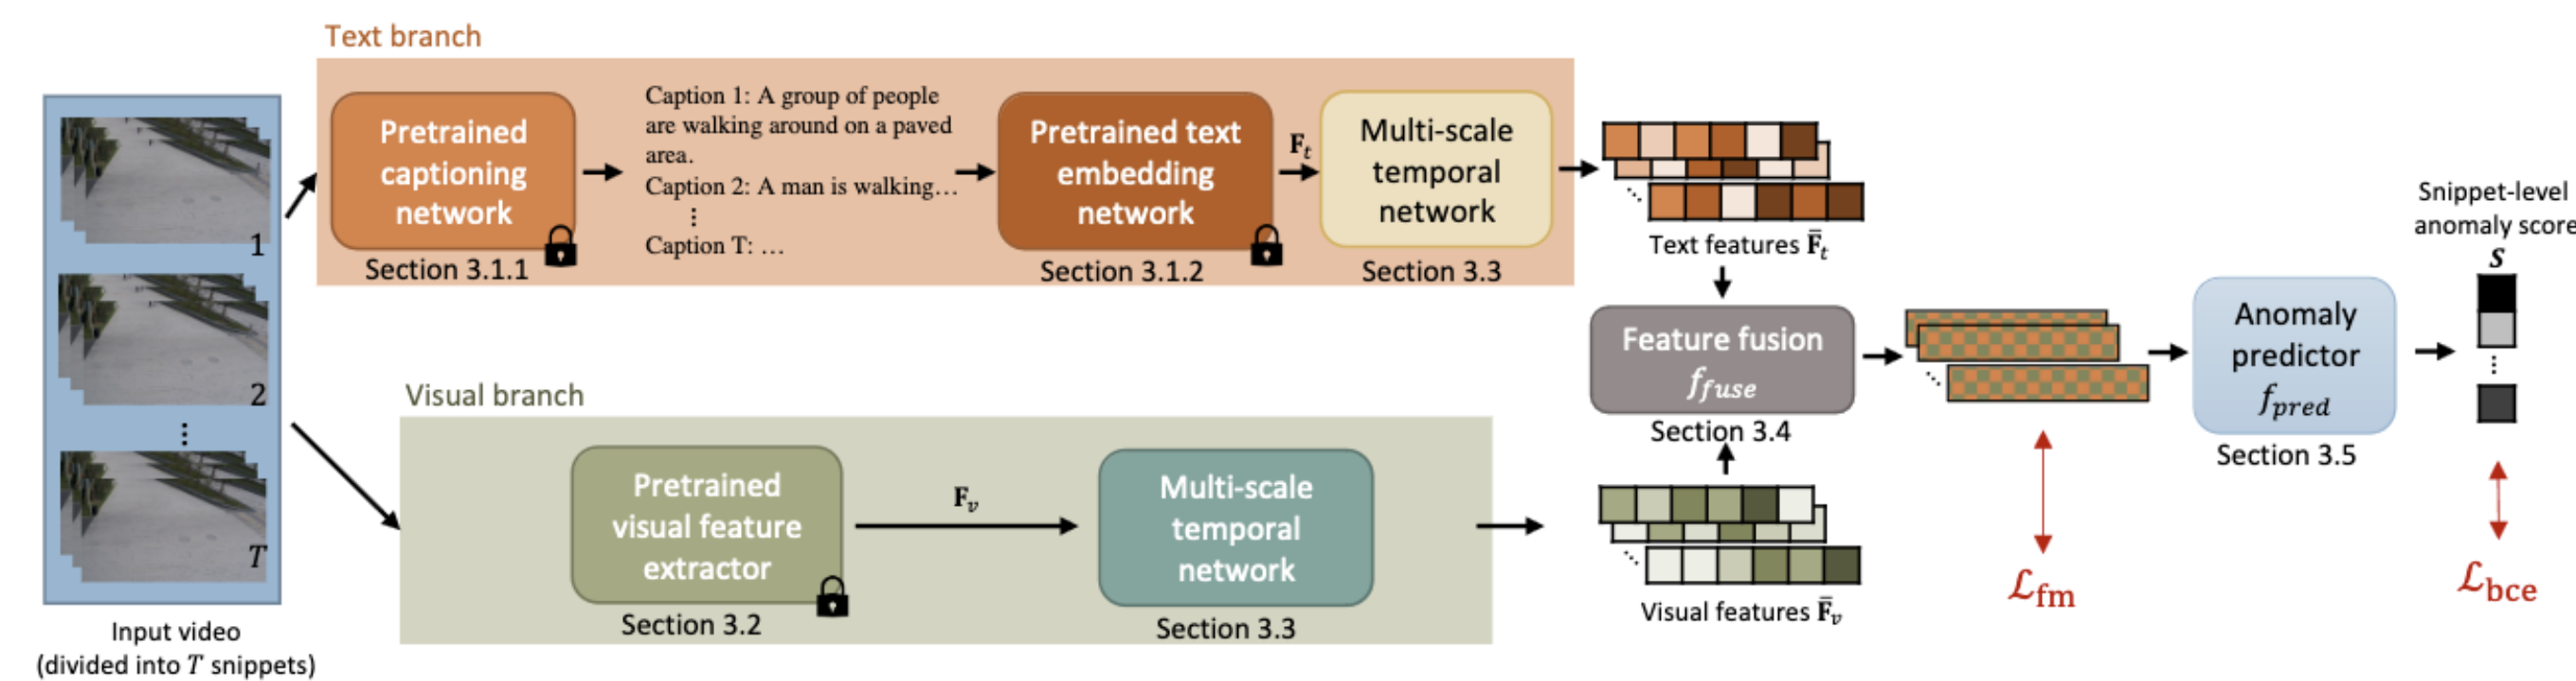 Text branch
Pretrained
captioning
network
Section 3.1.1
Caption 1: A group of people
are walking around on a paved
area.
Caption 2: A man is walking…
⋮
Caption T: …
Pretrained text
embedding
network
Section 3.1.2
F_t
Multi-scale
temporal
network
Section 3.3
Text features F̄_t
1
2
⋮
T
Input video
(divided into T snippets)
Visual branch
Pretrained
visual feature
extractor
Section 3.2
F_v
Multi-scale
temporal
network
Section 3.3
Visual features F̄_v
Feature fusion
f_fuse
Section 3.4
ℒ_fm
Anomaly
predictor
f_pred
Section 3.5
Snippet-level
anomaly score
S
⋮
ℒ_bce